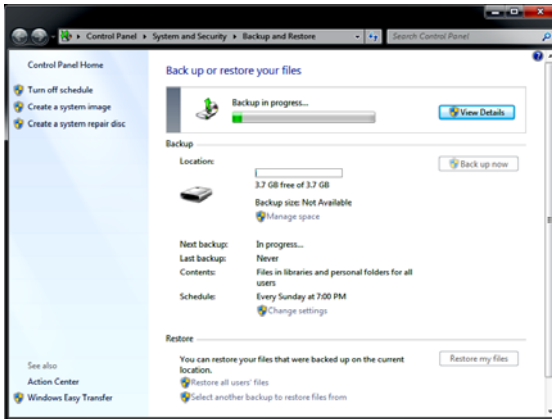 Control Panel ▸ System and Security ▸ Backup and Restore
Search Control Panel
Control Panel Home
Turn off schedule
Create a system image
Create a system repair disc
Back up or restore your files
Backup in progress...
View Details
Backup
Location:
3.7 GB free of 3.7 GB
Backup size: Not Available
Manage space
Back up now
Next backup: In progress...
Last backup: Never
Contents: Files in libraries and personal folders for all
users
Schedule: Every Sunday at 7:00 PM
Change settings
Restore
You can restore your files that were backed up on the current
location.
Restore my files
Restore all users' files
Select another backup to restore files from
See also
Action Center
Windows Easy Transfer